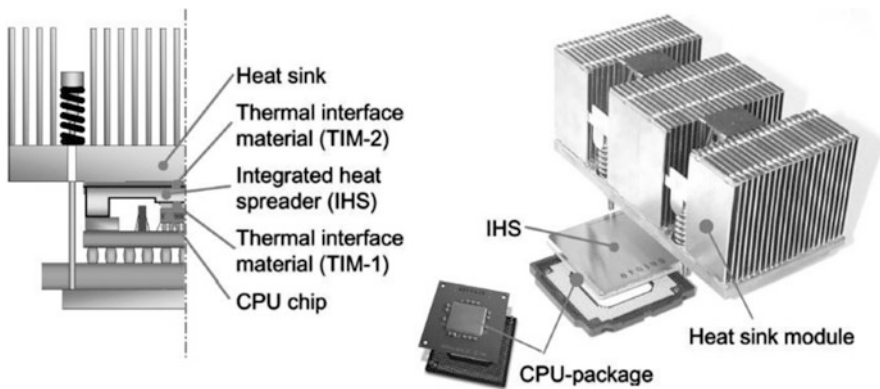 Heat sink
Thermal interface
material (TIM-2)
Integrated heat
spreader (IHS)
Thermal interface
material (TIM-1)
CPU chip
IHS
CPU-package
Heat sink module